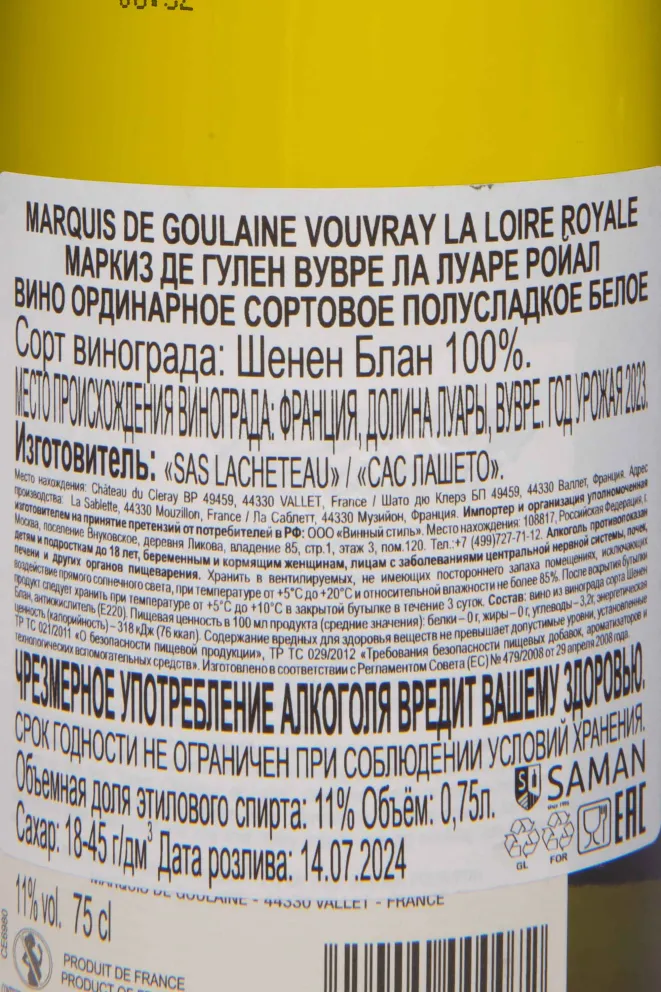 MARQUIS DE GOULAINE VOUVRAY LA LOIRE ROYALE
МАРКИЗ ДЕ ГУЛЕН ВУВРЕ ЛА ЛУАРЕ РОЙАЛ
ВИНО ОРДИНАРНОЕ СОРТОВОЕ ПОЛУСЛАДКОЕ БЕЛОЕ
Сорт винограда: Шенен Блан 100%.
МЕСТО ПРОИСХОЖДЕНИЯ ВИНОГРАДА: ФРАНЦИЯ, ДОЛИНА ЛУАРЫ, ВУВРЕ. ГОД УРОЖАЯ 2023.
Изготовитель: «SAS LACHETEAU» / «САС ЛАШЕТО».
Место нахождения: Château du Cleray BP 49459, 44330 VALLET, France / Шато дю Клерэ БП 49459, 44330 Валлет, Франция. Адрес
производства: La Sablette, 44330 Mouzillon, France / Ла Саблетт, 44330 Музийон, Франция. Импортер и организация уполномоченная
изготовителем на принятие претензий от потребителей в РФ: ООО «Винный стиль». Место нахождения: 108817, Российская Федерация, г.
Москва, поселение Внуковское, деревня Ликова, владение 85, стр.1, этаж 3, пом.120. Тел.:+7 (499)727-71-12. Алкоголь противопоказан
детям и подросткам до 18 лет, беременным и кормящим женщинам, лицам с заболеваниями центральной нервной системы, почек,
печени и других органов пищеварения. Хранить в вентилируемых, не имеющих постороннего запаха помещениях, исключающих
воздействие прямого солнечного света, при температуре от +5°C до +20°C и относительной влажности не более 85%. После вскрытия бутылки
продукт следует хранить при температуре от +5°C до +10°C в закрытой бутылке в течение 3 суток. Состав: вино из винограда сорта Шенен
Блан, антиокислитель (Е220). Пищевая ценность в 100 мл продукта (средние значения): белки – 0 г, жиры – 0 г, углеводы – 3,2г, энергетическая
ценность (калорийность) – 318 кДж (76 ккал). Содержание вредных для здоровья веществ не превышает допустимые уровни, установленные
ТР ТС 021/2011 «О безопасности пищевой продукции», ТР ТС 029/2012 «Требования безопасности пищевых добавок, ароматизаторов и
технологических вспомогательных средств». Изготовлено в соответствии с Регламентом Совета (ЕС) № 479/2008 от 29 апреля 2008 года.
ЧРЕЗМЕРНОЕ УПОТРЕБЛЕНИЕ АЛКОГОЛЯ ВРЕДИТ ВАШЕМУ ЗДОРОВЬЮ.
СРОК ГОДНОСТИ НЕ ОГРАНИЧЕН ПРИ СОБЛЮДЕНИИ УСЛОВИЙ ХРАНЕНИЯ.
Объемная доля этилового спирта: 11% Объём: 0,75л.
SAMAN
Сахар: 18-45 г/дм³ Дата розлива: 14.07.2024
GL
FOR
EAC
MARQUIS DE GOULAINE - 44330 VALLET - FRANCE
11% vol. 75 cl
PRODUIT DE FRANCE